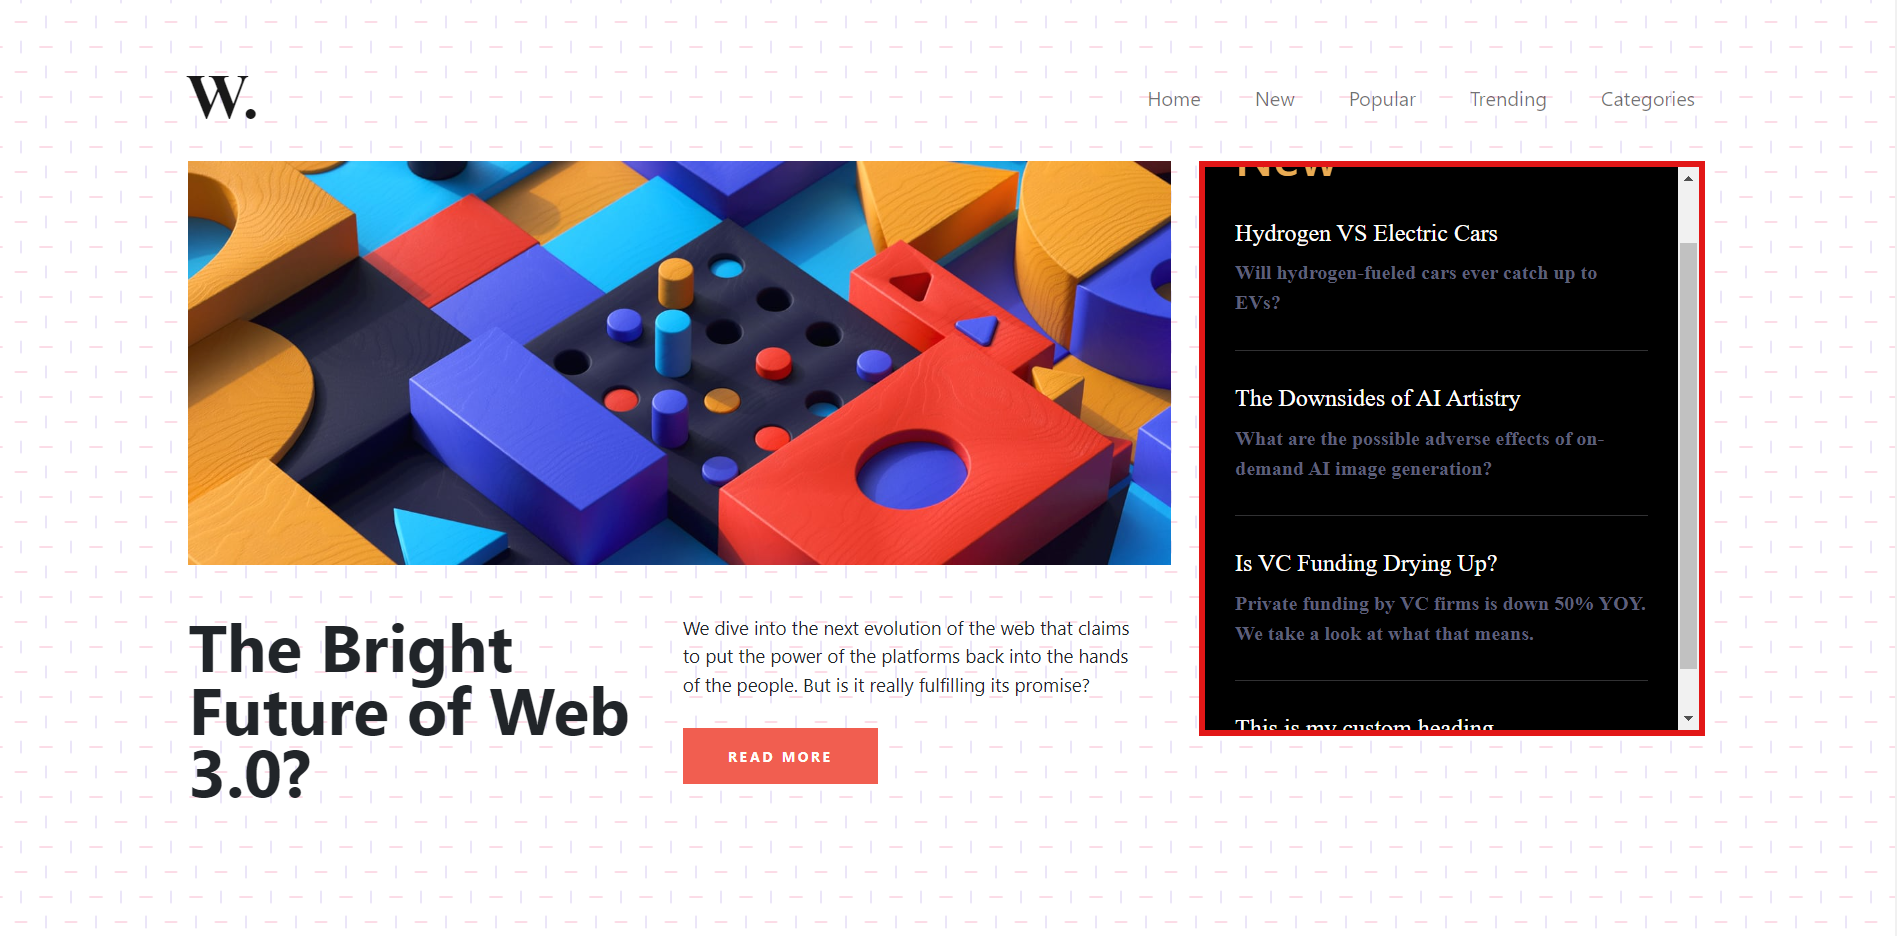 W.
Home New Popular Trending Categories
New
Hydrogen VS Electric Cars
Will hydrogen-fueled cars ever catch up to
EVs?
The Downsides of AI Artistry
What are the possible adverse effects of on-
demand AI image generation?
Is VC Funding Drying Up?
Private funding by VC firms is down 50% YOY.
We take a look at what that means.
This is my custom heading
The Bright
Future of Web
3.0?
We dive into the next evolution of the web that claims
to put the power of the platforms back into the hands
of the people. But is it really fulfilling its promise?
READ MORE